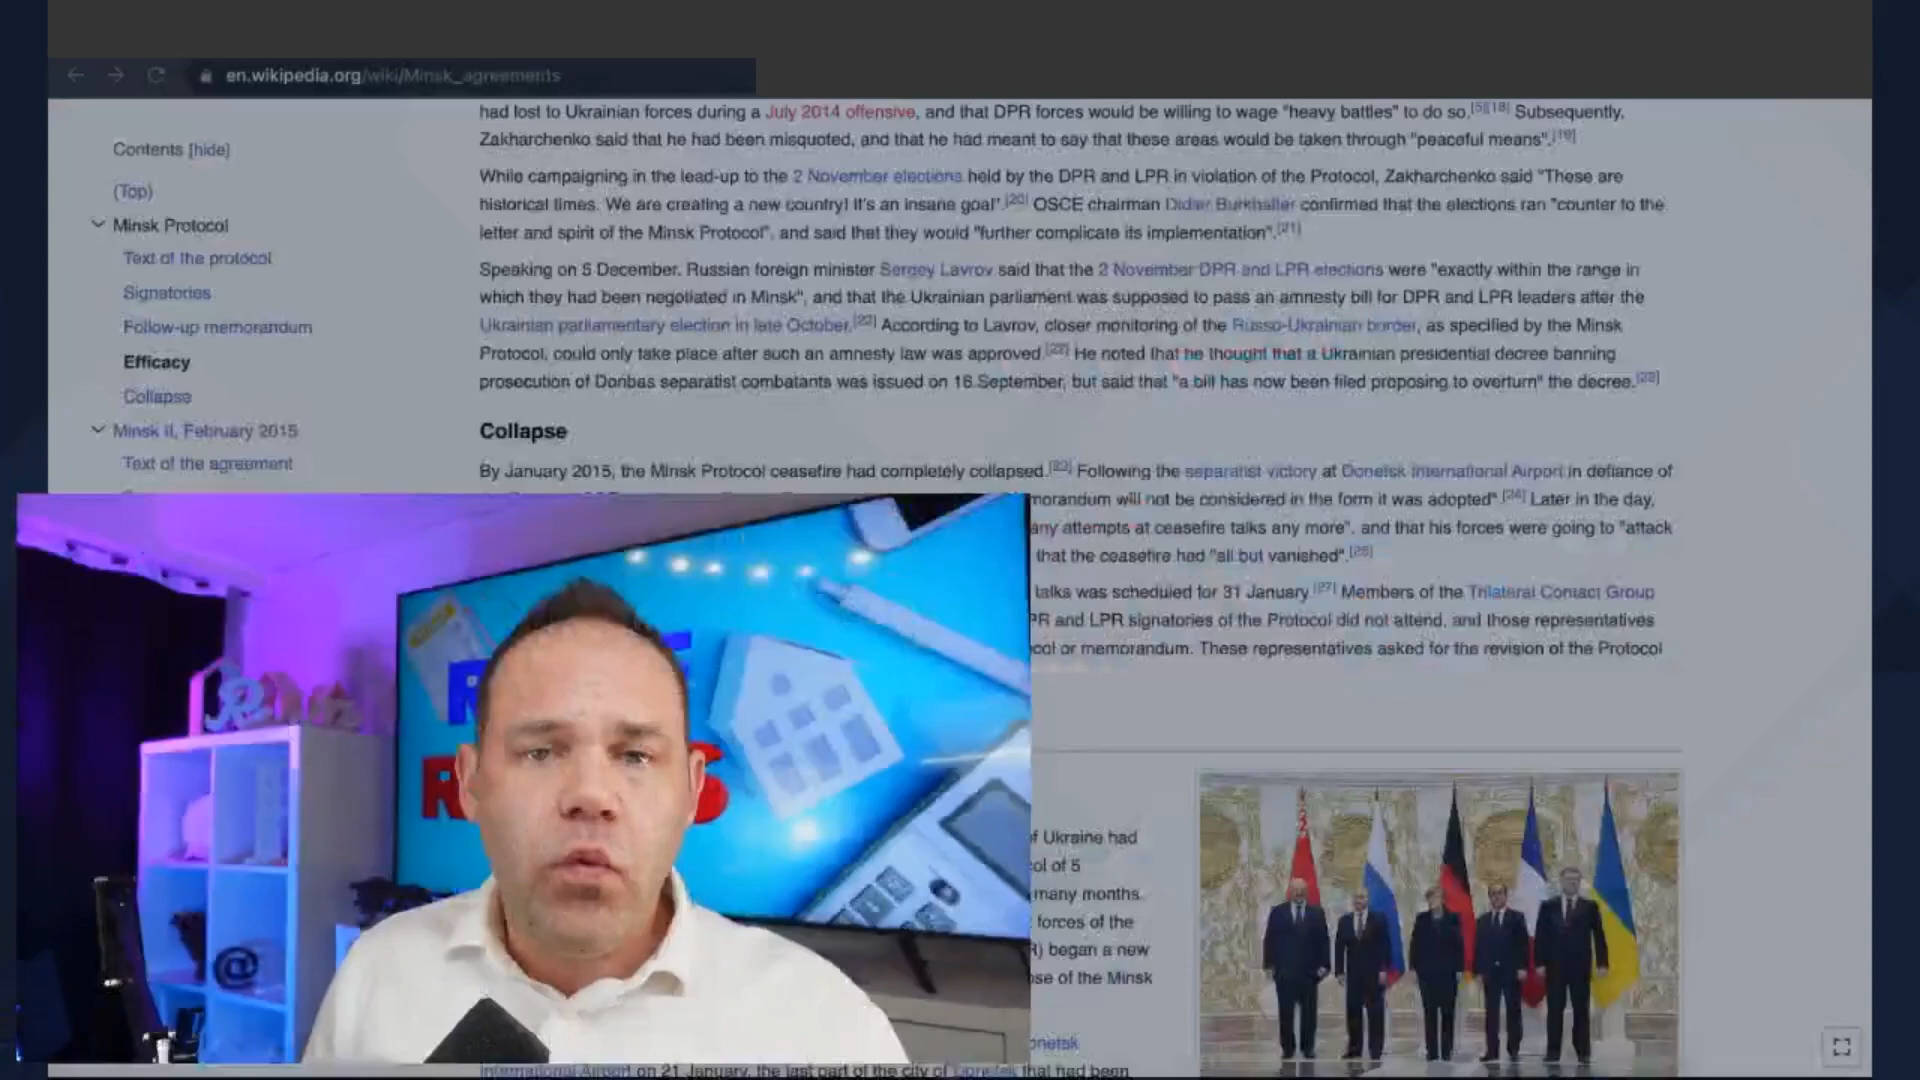 en.wikipedia.org/wiki/Minsk_agreements
Contents [hide]
(Top)
Minsk Protocol
Text of the protocol
Signatories
Follow-up memorandum
Efficacy
Collapse
Minsk II, February 2015
Text of the agreement
had lost to Ukrainian forces during a July 2014 offensive, and that DPR forces would be willing to wage "heavy battles" to do so.[5][18] Subsequently,
Zakharchenko said that he had been misquoted, and that he had meant to say that these areas would be taken through "peaceful means".[19]
While campaigning in the lead-up to the 2 November elections held by the DPR and LPR in violation of the Protocol, Zakharchenko said "These are
historical times. We are creating a new country! It's an insane goal".[20] OSCE chairman Didier Burkhalter confirmed that the elections ran "counter to the
letter and spirit of the Minsk Protocol", and said that they would "further complicate its implementation".[21]
Speaking on 5 December, Russian foreign minister Sergey Lavrov said that the 2 November DPR and LPR elections were "exactly within the range in
which they had been negotiated in Minsk", and that the Ukrainian parliament was supposed to pass an amnesty bill for DPR and LPR leaders after the
Ukrainian parliamentary election in late October.[22] According to Lavrov, closer monitoring of the Russo-Ukrainian border, as specified by the Minsk
Protocol, could only take place after such an amnesty law was approved.[22] He noted that he thought that a Ukrainian presidential decree banning
prosecution of Donbas separatist combatants was issued on 16 September, but said that "a bill has now been filed proposing to overturn" the decree.[22]
Collapse
By January 2015, the Minsk Protocol ceasefire had completely collapsed.[23] Following the separatist victory at Donetsk International Airport in defiance of
morandum will not be considered in the form it was adopted".[24] Later in the day,
any attempts at ceasefire talks any more", and that his forces were going to "attack
that the ceasefire had "all but vanished".[26]
talks was scheduled for 31 January.[27] Members of the Trilateral Contact Group
PR and LPR signatories of the Protocol did not attend, and those representatives
col or memorandum. These representatives asked for the revision of the Protocol
of Ukraine had
col of 5
many months.
forces of the
R) began a new
pse of the Minsk
onetsk
International Airport on 21 January, the last part of the city of Donetsk that had been